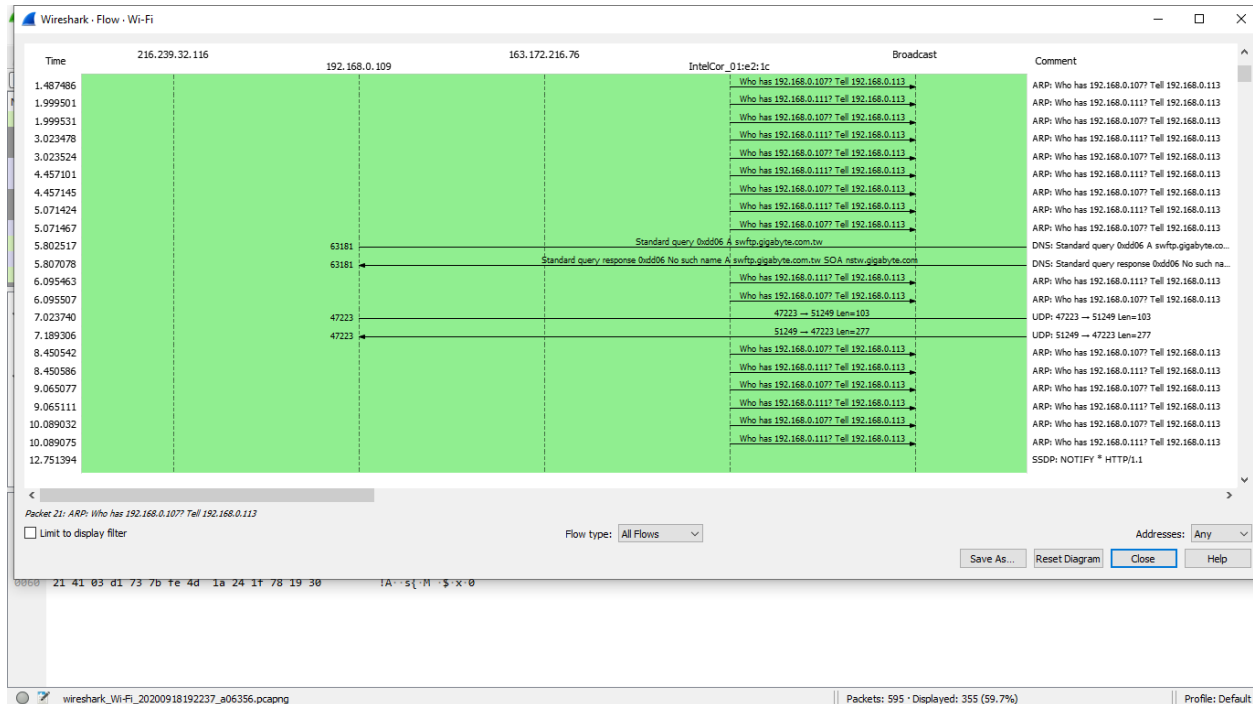 Wireshark · Flow · Wi-Fi
Time 216.239.32.116 192.168.0.109 163.172.216.76 IntelCor_01:e2:1c Broadcast Comment
1.487486 Who has 192.168.0.107? Tell 192.168.0.113 ARP: Who has 192.168.0.107? Tell 192.168.0.113
1.999501 Who has 192.168.0.111? Tell 192.168.0.113 ARP: Who has 192.168.0.111? Tell 192.168.0.113
1.999531 Who has 192.168.0.107? Tell 192.168.0.113 ARP: Who has 192.168.0.107? Tell 192.168.0.113
3.023478 Who has 192.168.0.111? Tell 192.168.0.113 ARP: Who has 192.168.0.111? Tell 192.168.0.113
3.023524 Who has 192.168.0.107? Tell 192.168.0.113 ARP: Who has 192.168.0.107? Tell 192.168.0.113
4.457101 Who has 192.168.0.111? Tell 192.168.0.113 ARP: Who has 192.168.0.111? Tell 192.168.0.113
4.457145 Who has 192.168.0.107? Tell 192.168.0.113 ARP: Who has 192.168.0.107? Tell 192.168.0.113
5.071424 Who has 192.168.0.111? Tell 192.168.0.113 ARP: Who has 192.168.0.111? Tell 192.168.0.113
5.071467 Who has 192.168.0.107? Tell 192.168.0.113 ARP: Who has 192.168.0.107? Tell 192.168.0.113
5.802517 63181 Standard query 0xdd06 A swftp.gigabyte.com.tw DNS: Standard query 0xdd06 A swftp.gigabyte.co...
5.807078 63181 Standard query response 0xdd06 No such name A swftp.gigabyte.com.tw SOA nstw.gigabyte.com DNS: Standard query response 0xdd06 No such na...
6.095463 Who has 192.168.0.111? Tell 192.168.0.113 ARP: Who has 192.168.0.111? Tell 192.168.0.113
6.095507 Who has 192.168.0.107? Tell 192.168.0.113 ARP: Who has 192.168.0.107? Tell 192.168.0.113
7.023740 47223 47223 → 51249 Len=103 UDP: 47223 → 51249 Len=103
7.189306 47223 51249 → 47223 Len=277 UDP: 51249 → 47223 Len=277
8.450542 Who has 192.168.0.107? Tell 192.168.0.113 ARP: Who has 192.168.0.107? Tell 192.168.0.113
8.450586 Who has 192.168.0.111? Tell 192.168.0.113 ARP: Who has 192.168.0.111? Tell 192.168.0.113
9.065077 Who has 192.168.0.107? Tell 192.168.0.113 ARP: Who has 192.168.0.107? Tell 192.168.0.113
9.065111 Who has 192.168.0.111? Tell 192.168.0.113 ARP: Who has 192.168.0.111? Tell 192.168.0.113
10.089032 Who has 192.168.0.107? Tell 192.168.0.113 ARP: Who has 192.168.0.107? Tell 192.168.0.113
10.089075 Who has 192.168.0.111? Tell 192.168.0.113 ARP: Who has 192.168.0.111? Tell 192.168.0.113
12.751394 SSDP: NOTIFY * HTTP/1.1
Packet 21: ARP: Who has 192.168.0.107? Tell 192.168.0.113
Limit to display filter Flow type: All Flows Addresses: Any
Save As... Reset Diagram Close Help
0060 21 41 03 d1 73 7b fe 4d 1a 24 1f 78 19 30 !A··s{·M ·$·x·0
wireshark_Wi-Fi_20200918192237_a06356.pcapng Packets: 595 · Displayed: 355 (59.7%) Profile: Default